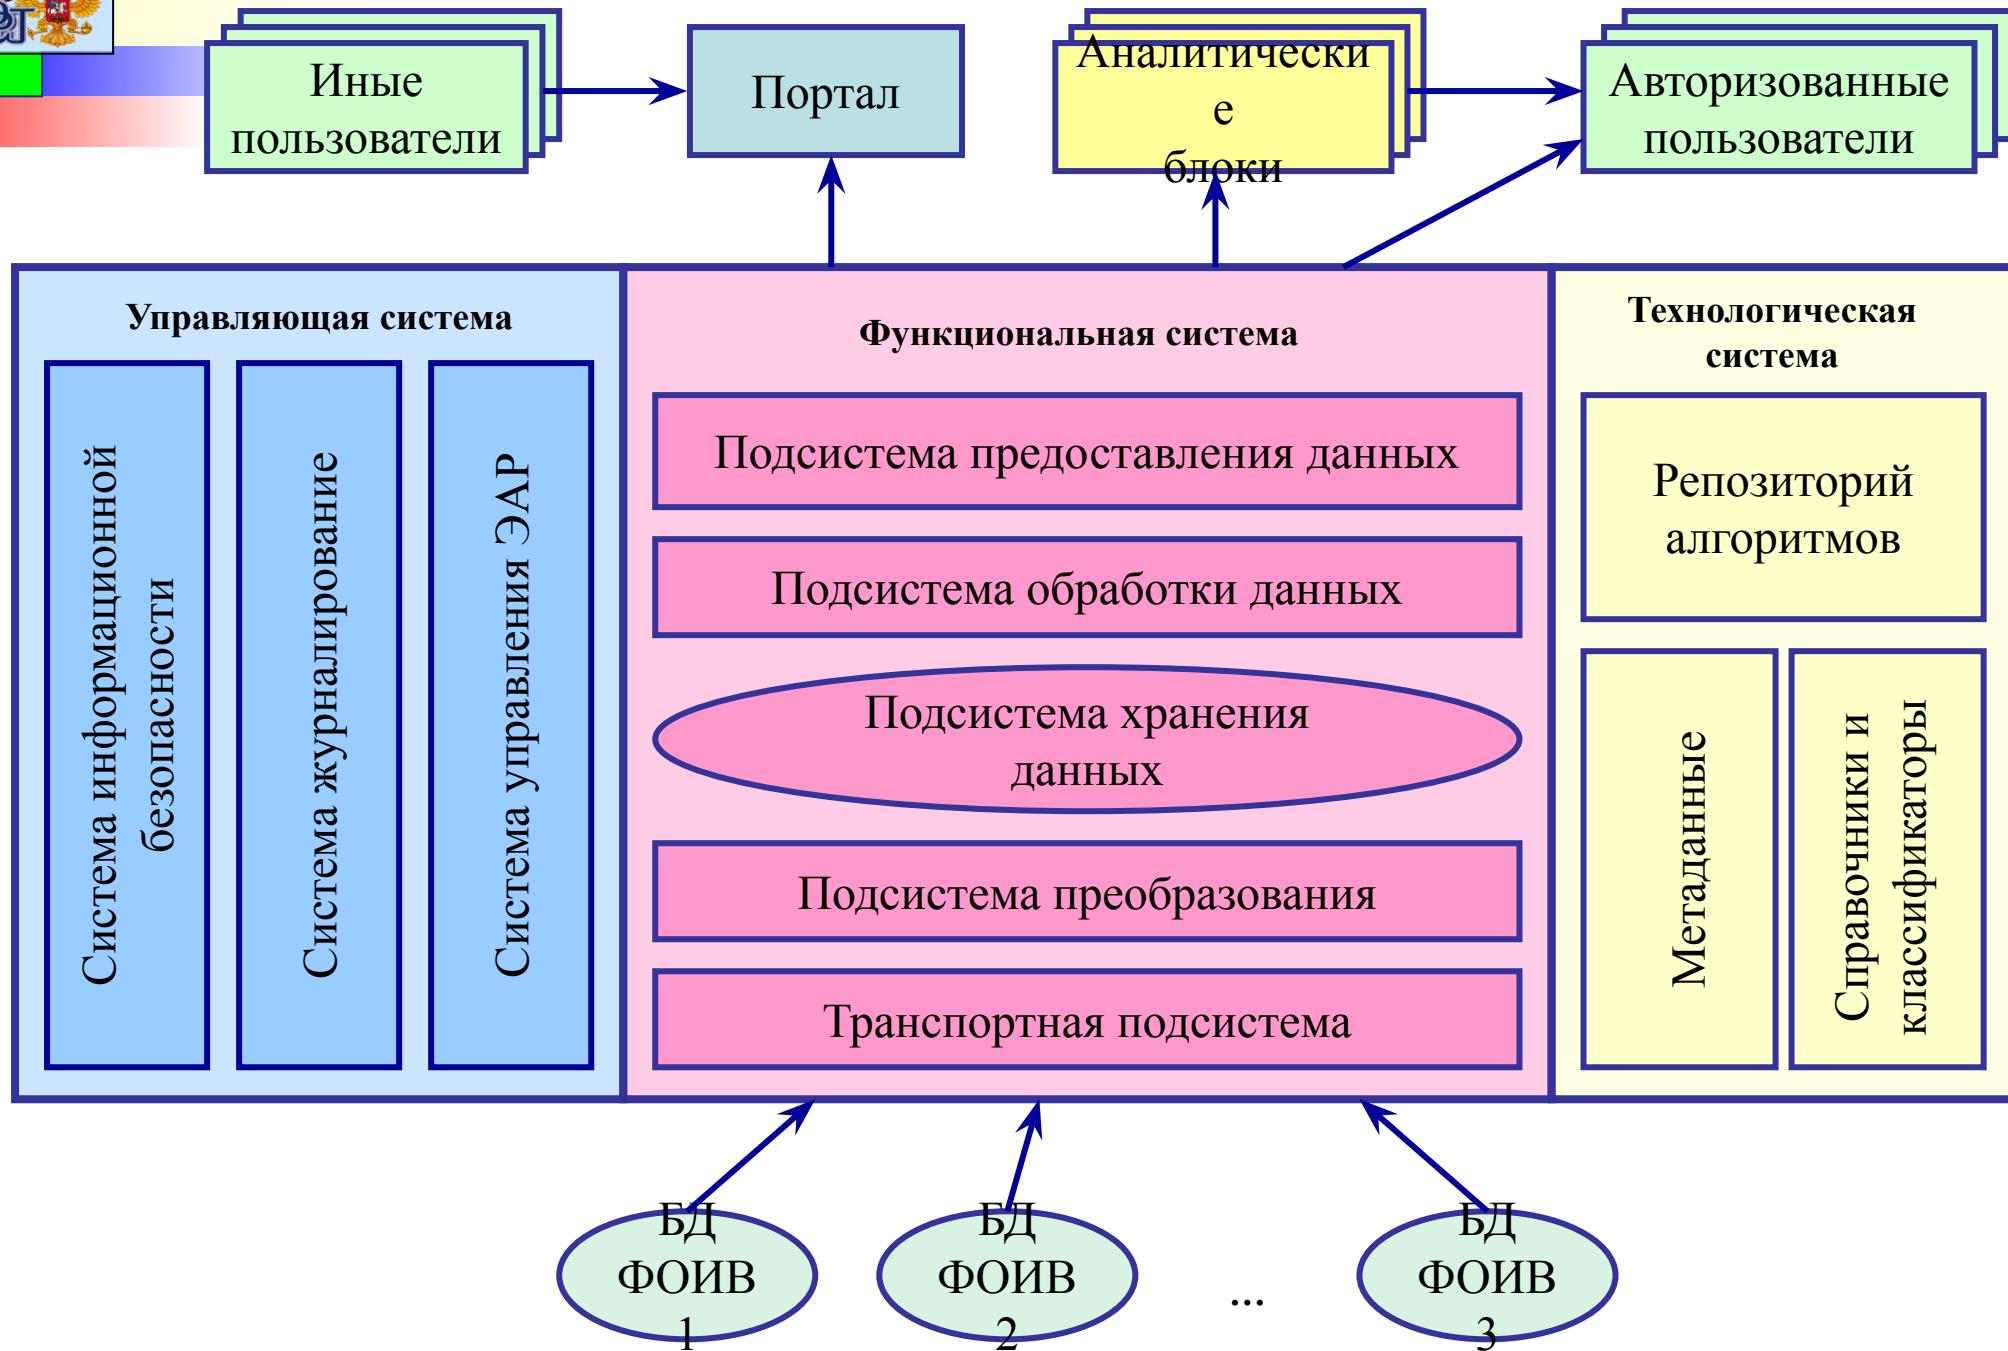 Иные
пользователи
Портал
Аналитически
е
блоки
Авторизованные
пользователи
Управляющая система
Система информационной
безопасности
Система журналирование
Система управления ЭАР
Функциональная система
Подсистема предоставления данных
Подсистема обработки данных
Подсистема хранения
данных
Подсистема преобразования
Транспортная подсистема
Технологическая
система
Репозиторий
алгоритмов
Метаданные
Справочники и
классификаторы
БД
ФОИВ
1
БД
ФОИВ
2
...
БД
ФОИВ
3